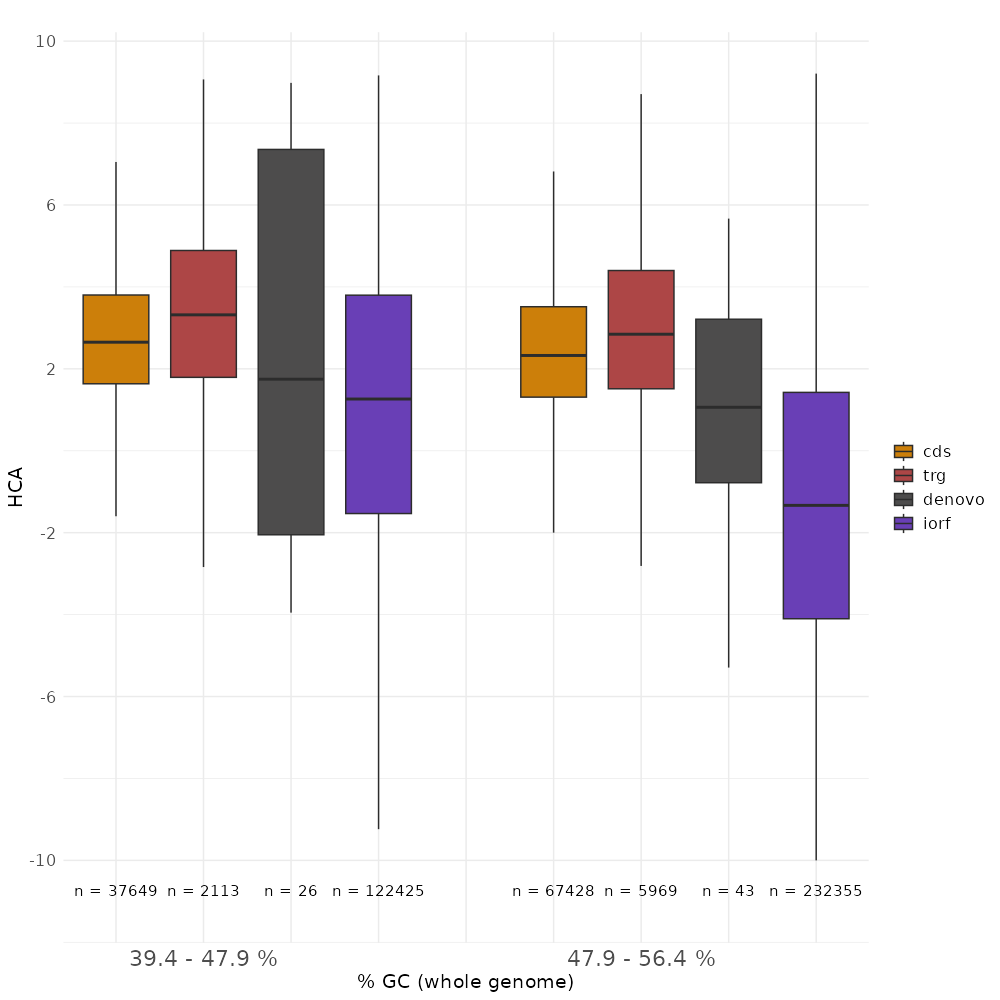 10
6
2
-2
-6
-10
HCA
n = 37649 n = 2113 n = 26 n = 122425 n = 67428 n = 5969 n = 43 n = 232355
39.4 - 47.9 % 47.9 - 56.4 %
% GC (whole genome)
cds
trg
denovo
iorf